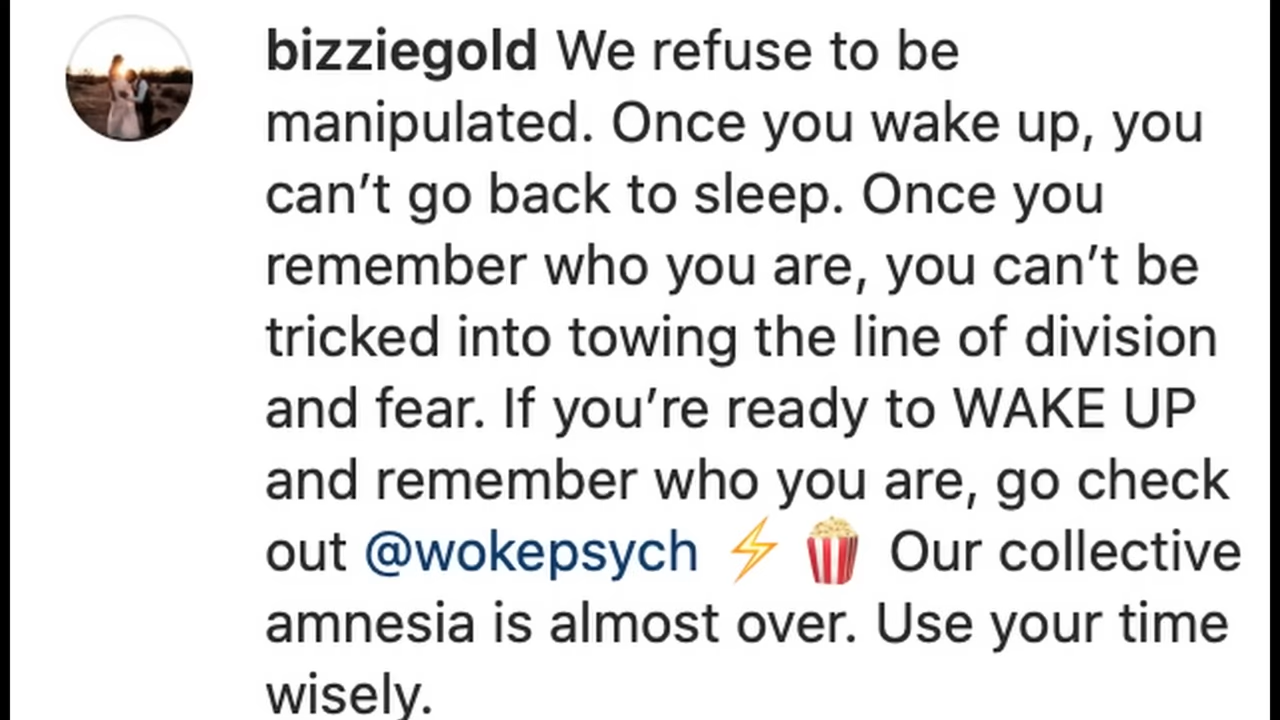 bizziegold We refuse to be
manipulated. Once you wake up, you
can’t go back to sleep. Once you
remember who you are, you can’t be
tricked into towing the line of division
and fear. If you’re ready to WAKE UP
and remember who you are, go check
out @wokepsych ⚡🍿 Our collective
amnesia is almost over. Use your time
wisely.